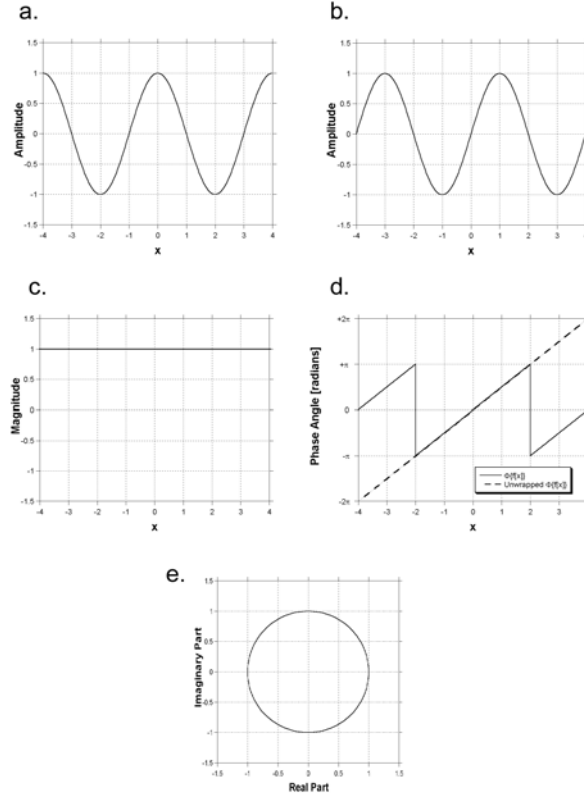 a.
1.5
1
0.5
0
-0.5
-1
-1.5
Amplitude
-4 -3 -2 -1 0 1 2 3 4
x
b.
1.5
1
0.5
0
-0.5
-1
-1.5
Amplitude
-4 -3 -2 -1 0 1 2 3
x
c.
1.5
1
0.5
0
-0.5
-1
-1.5
Magnitude
-4 -3 -2 -1 0 1 2 3 4
x
d.
+2π
+π
0
-π
-2π
Phase Angle [radians]
Φ{f[x]}
Unwrapped Φ{f[x]}
-4 -3 -2 -1 0 1 2 3
x
e.
1.5
1
0.5
0
-0.5
-1
-1.5
Imaginary Part
-1.5 -1 -0.5 0 0.5 1 1.5
Real Part